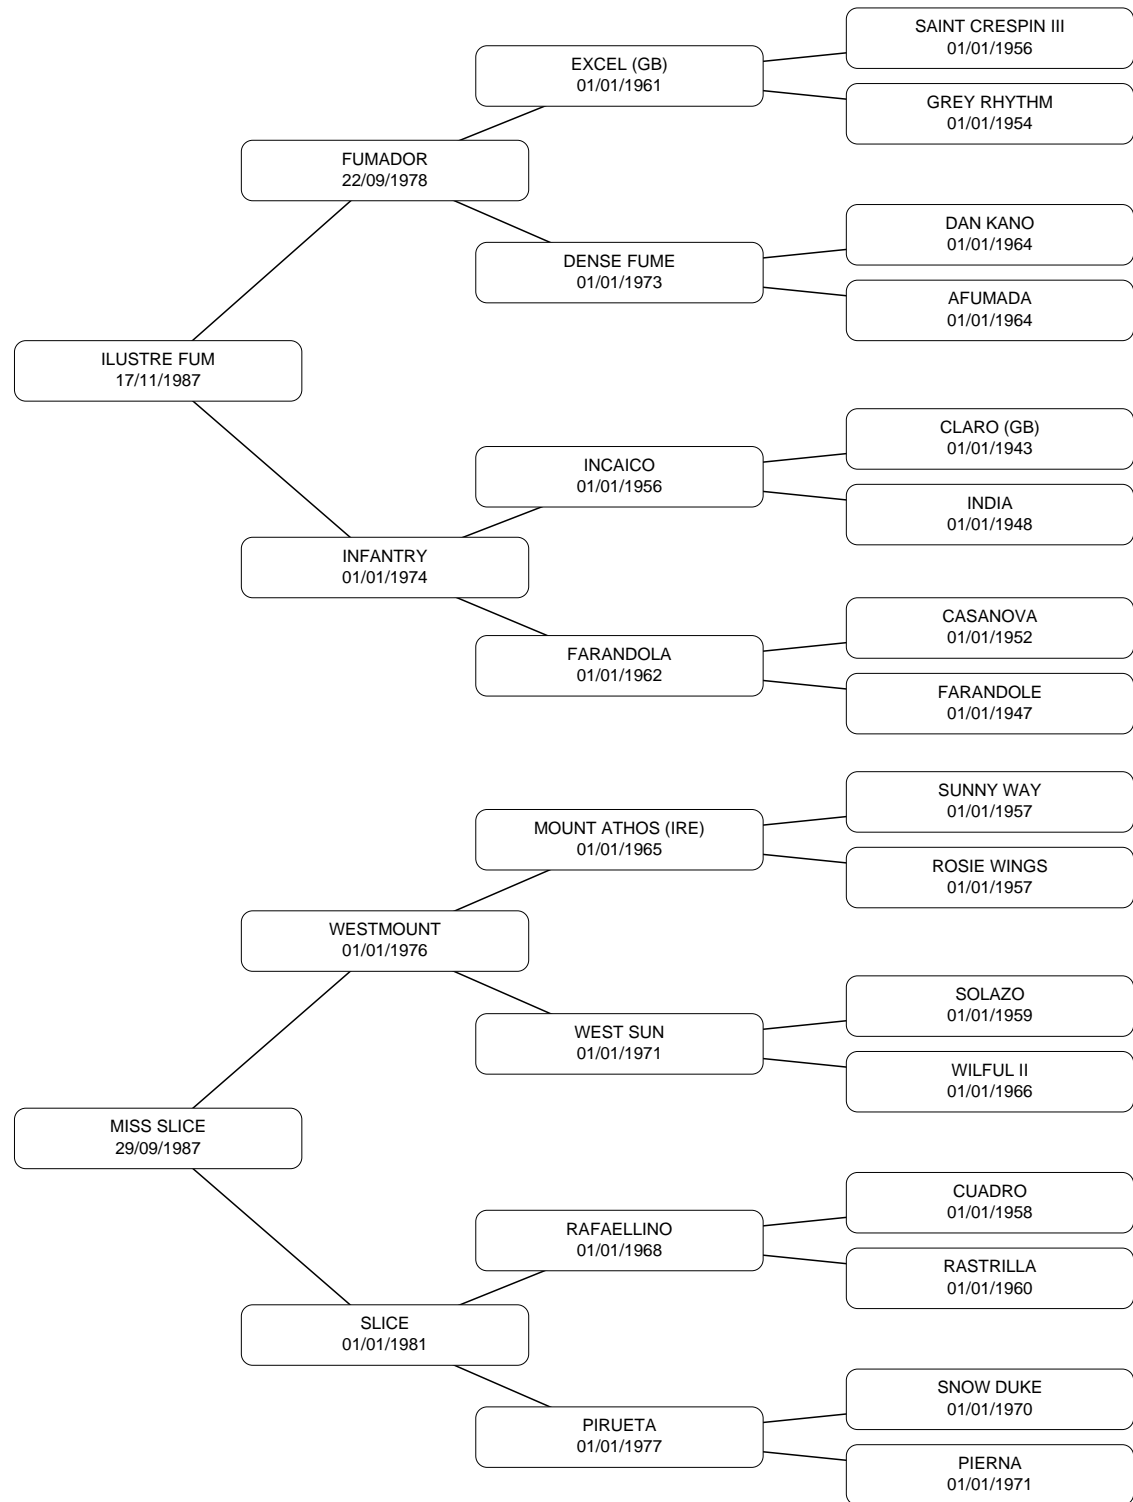 SAINT CRESPIN III
01/01/1956
EXCEL (GB)
01/01/1961
GREY RHYTHM
01/01/1954
FUMADOR
22/09/1978
DAN KANO
01/01/1964
DENSE FUME
01/01/1973
AFUMADA
01/01/1964
ILUSTRE FUM
17/11/1987
CLARO (GB)
01/01/1943
INCAICO
01/01/1956
INDIA
01/01/1948
INFANTRY
01/01/1974
CASANOVA
01/01/1952
FARANDOLA
01/01/1962
FARANDOLE
01/01/1947
SUNNY WAY
01/01/1957
MOUNT ATHOS (IRE)
01/01/1965
ROSIE WINGS
01/01/1957
WESTMOUNT
01/01/1976
SOLAZO
01/01/1959
WEST SUN
01/01/1971
WILFUL II
01/01/1966
MISS SLICE
29/09/1987
CUADRO
01/01/1958
RAFAELLINO
01/01/1968
RASTRILLA
01/01/1960
SLICE
01/01/1981
SNOW DUKE
01/01/1970
PIRUETA
01/01/1977
PIERNA
01/01/1971